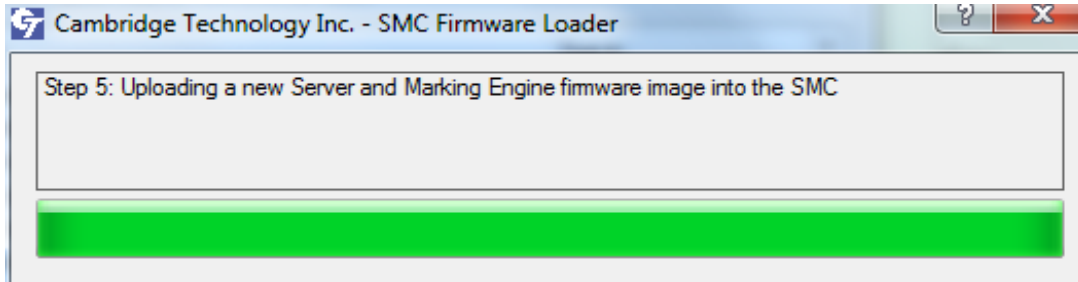 Cambridge Technology Inc. - SMC Firmware Loader
Step 5: Uploading a new Server and Marking Engine firmware image into the SMC